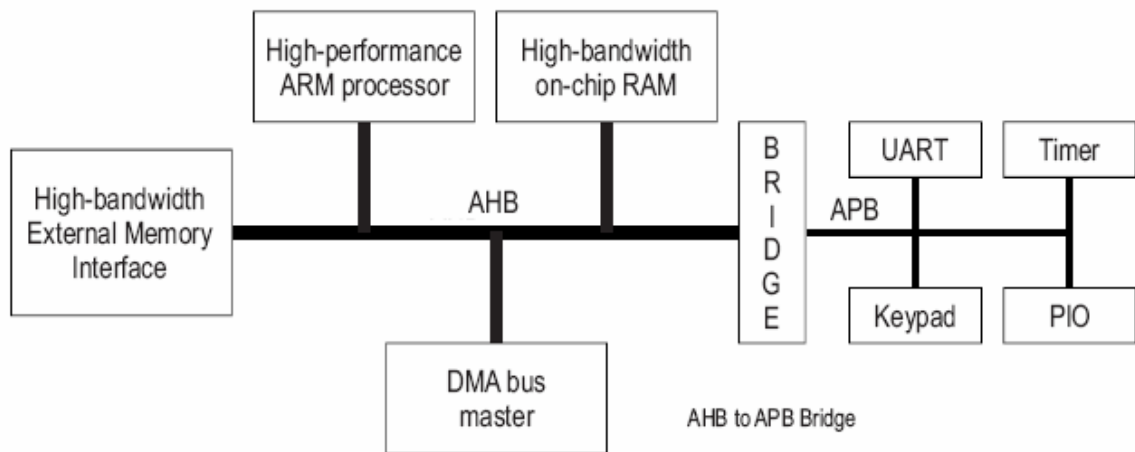 High-performance
ARM processor
High-bandwidth
on-chip RAM
High-bandwidth
External Memory
Interface
AHB
B
R
I
D
G
E
APB
UART
Timer
Keypad
PIO
DMA bus
master
AHB to APB Bridge